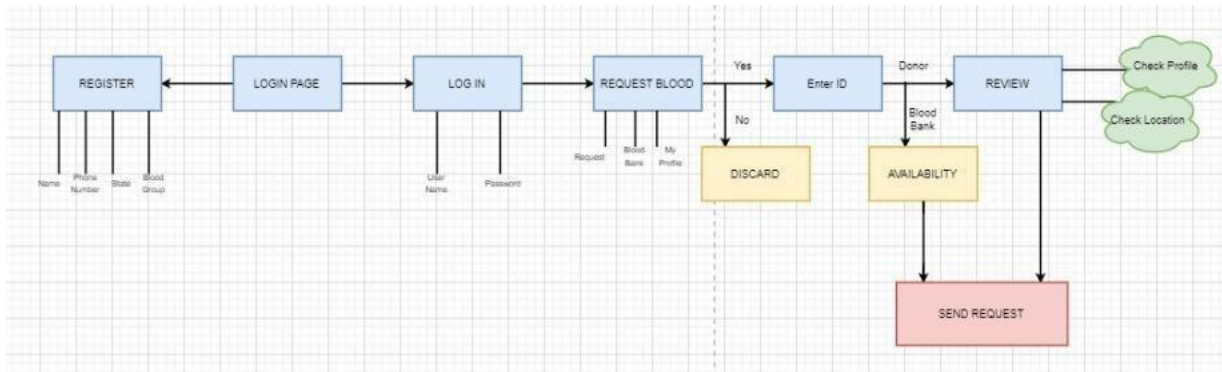 REGISTER
LOGIN PAGE
LOG IN
REQUEST BLOOD
Yes
No
Enter ID
Donor
Blood
Bank
REVIEW
Check Profile
Check Location
Name
Phone
Number
State
Blood
Group
User
Name
Password
Request
Blood
Bank
My
Profile
DISCARD
AVAILABILITY
SEND REQUEST